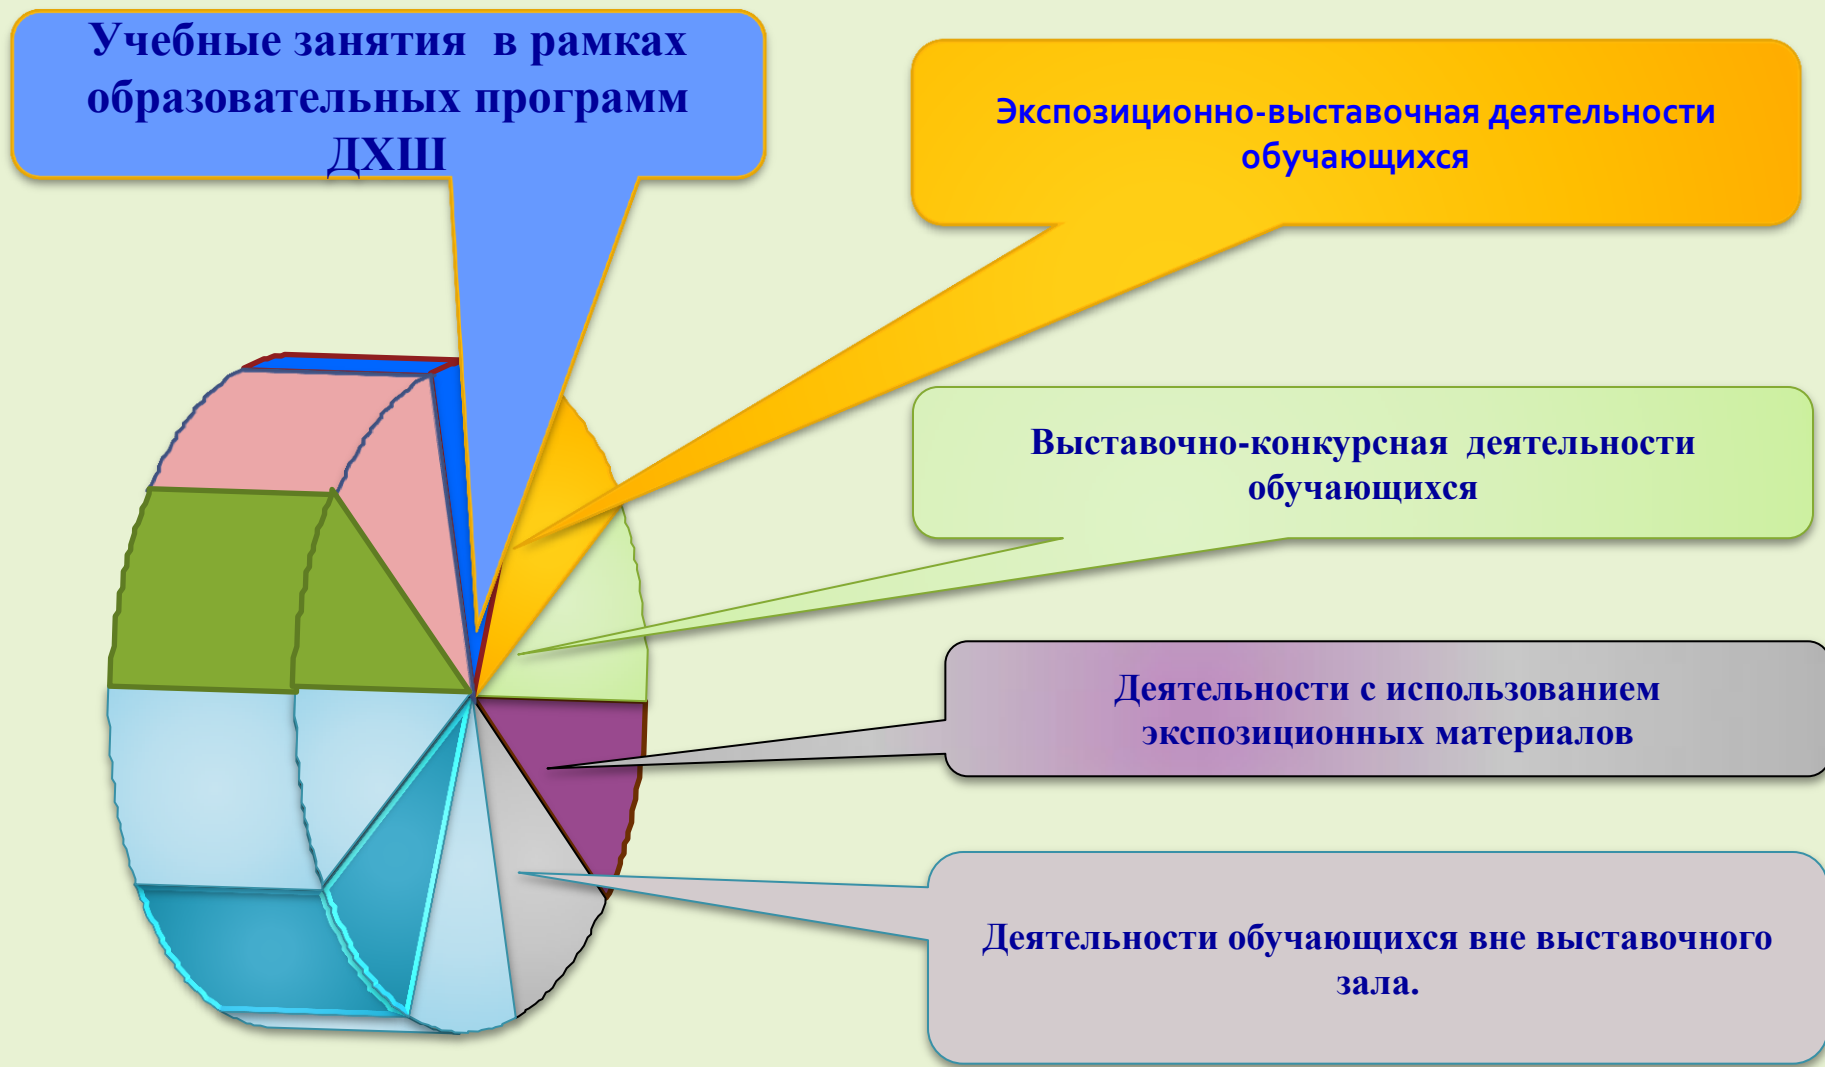 Учебные занятия в рамках
образовательных программ
ДХШ
Экспозиционно-выставочная деятельности
обучающихся
Выставочно-конкурсная деятельности
обучающихся
Деятельности с использованием
экспозиционных материалов
Деятельности обучающихся вне выставочного
зала.